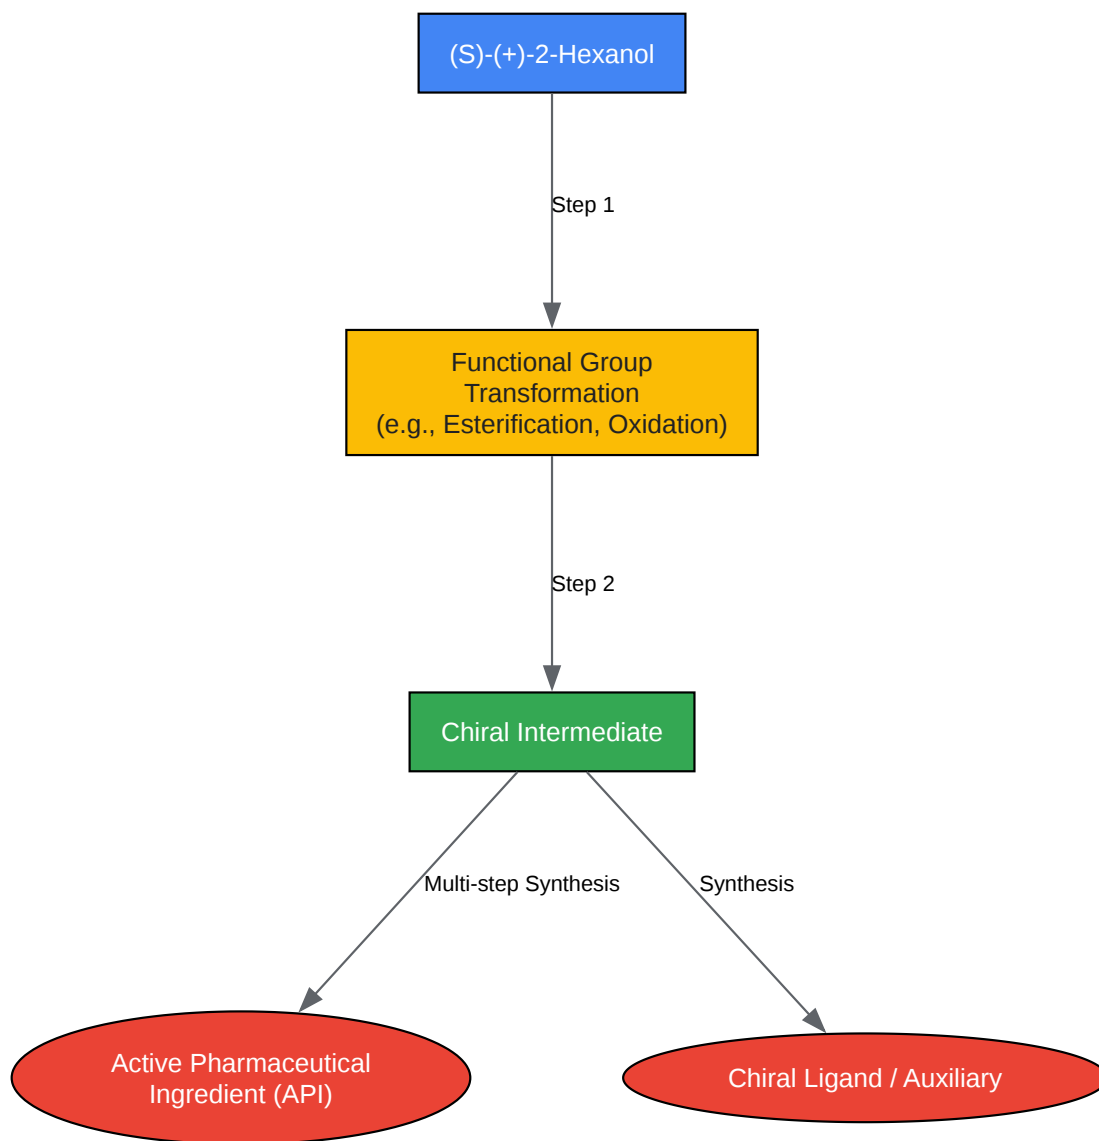 (S)-(+)-2-Hexanol
Step 1
Functional Group
Transformation
(e.g., Esterification, Oxidation)
Step 2
Chiral Intermediate
Multi-step Synthesis
Synthesis
Active Pharmaceutical
Ingredient (API)
Chiral Ligand / Auxiliary